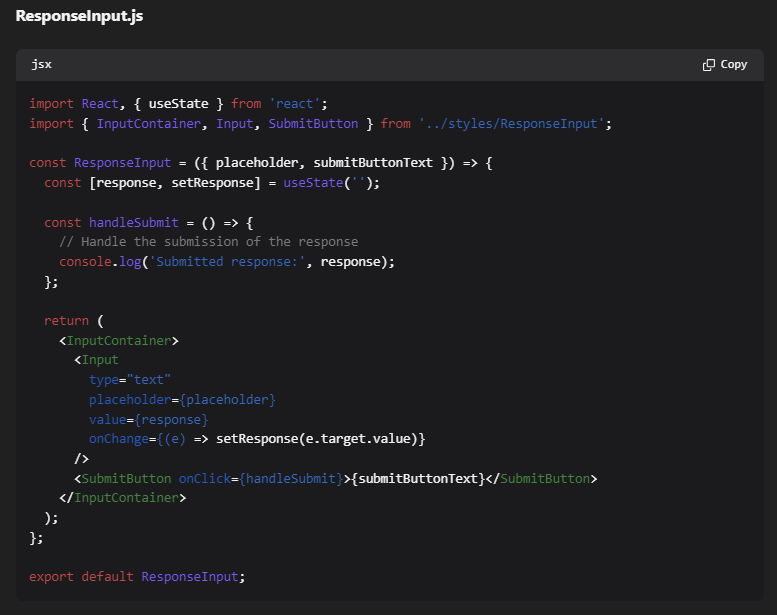 ResponseInput.js
jsx
Copy
import React, { useState } from 'react';
import { InputContainer, Input, SubmitButton } from '../styles/ResponseInput';
const ResponseInput = ({ placeholder, submitButtonText }) => {
  const [response, setResponse] = useState('');
  const handleSubmit = () => {
    // Handle the submission of the response
    console.log('Submitted response:', response);
  };
  return (
    <InputContainer>
      <Input
        type="text"
        placeholder={placeholder}
        value={response}
        onChange={(e) => setResponse(e.target.value)}
      />
      <SubmitButton onClick={handleSubmit}>{submitButtonText}</SubmitButton>
    </InputContainer>
  );
};
export default ResponseInput;